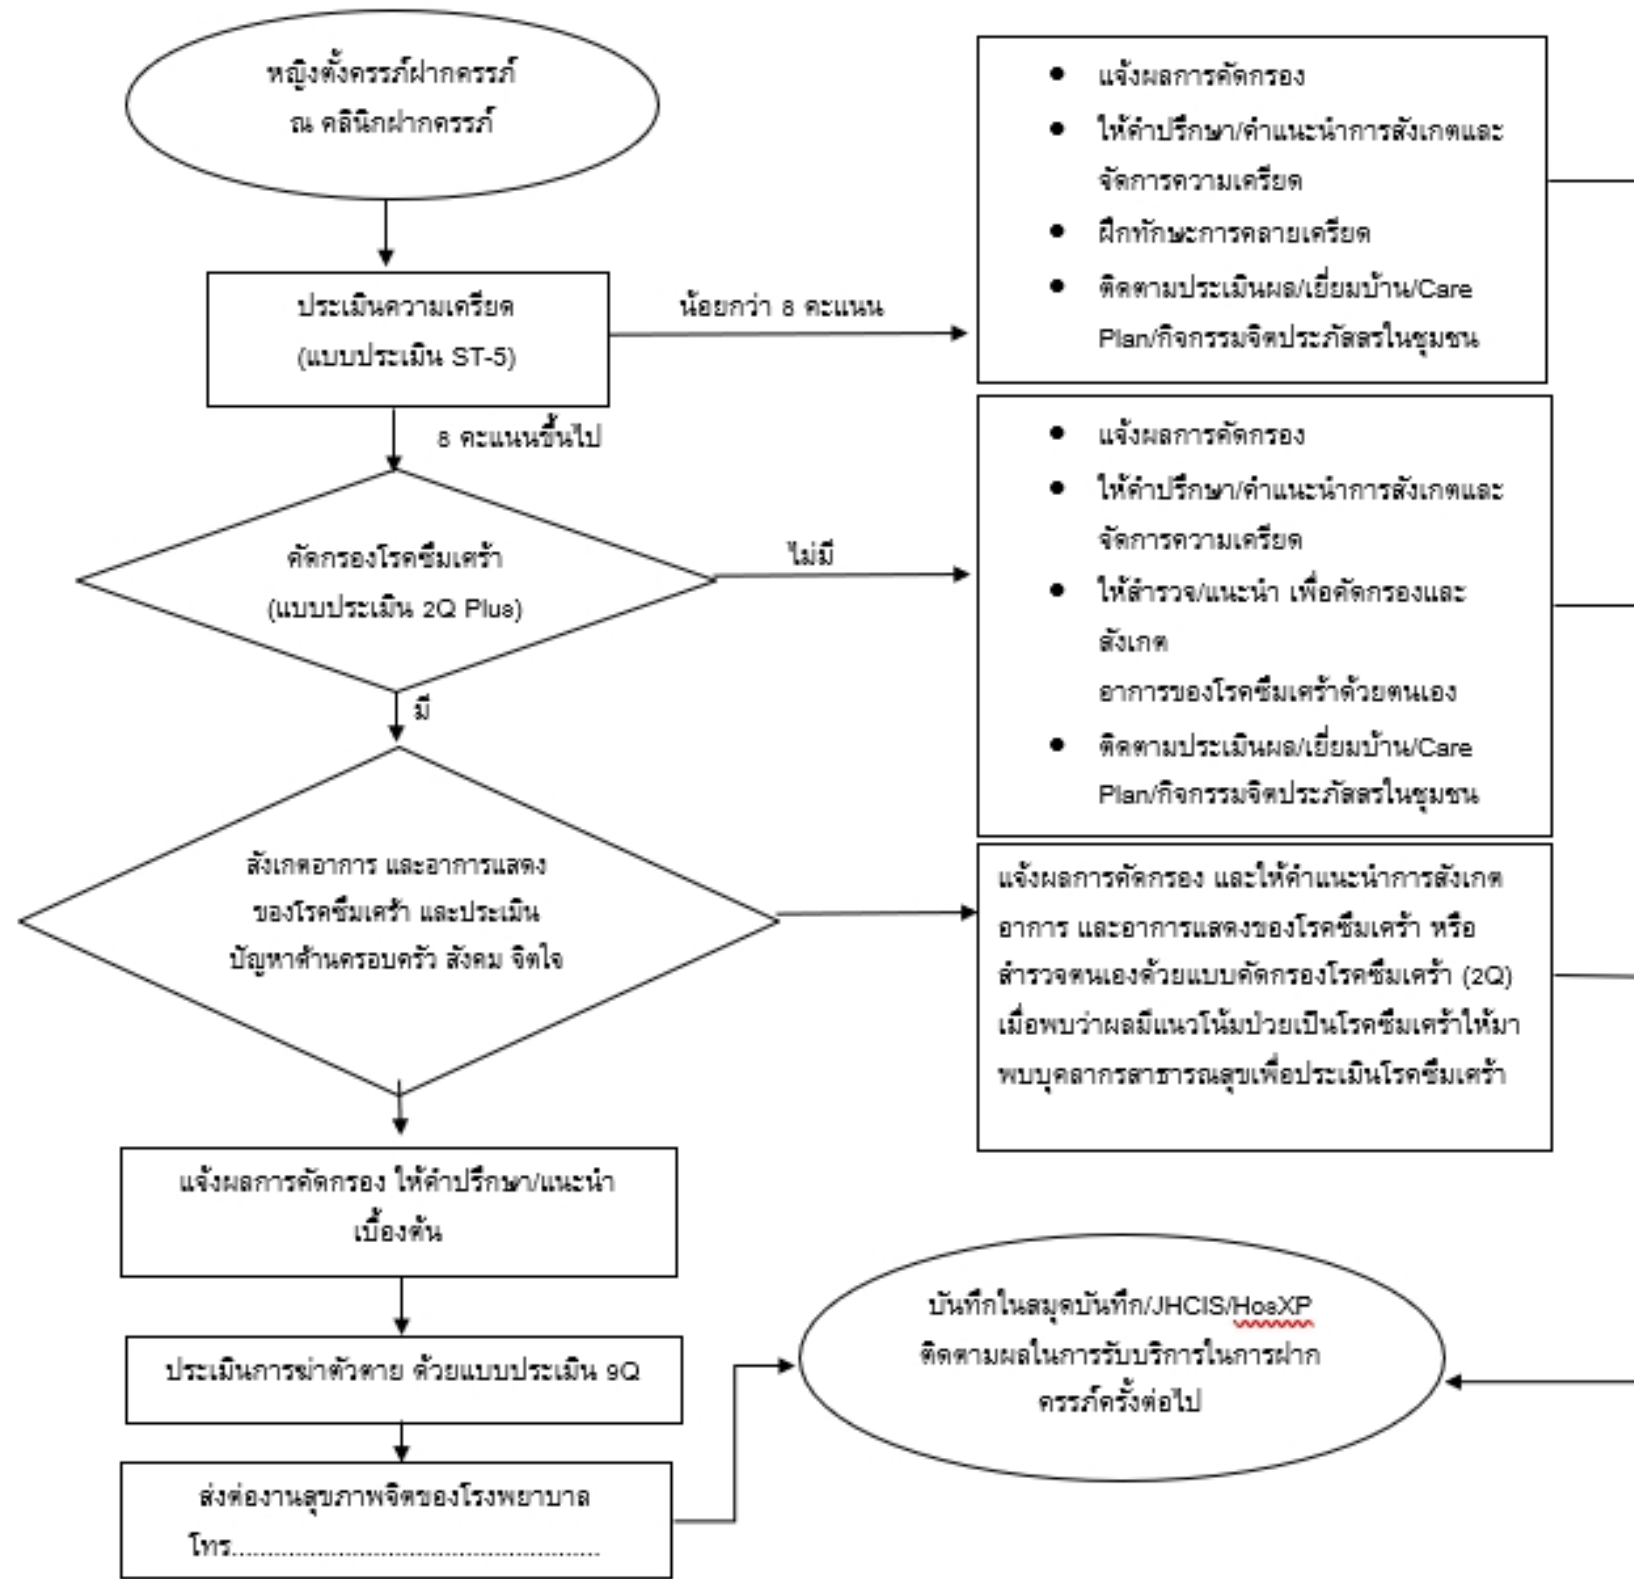 หญิงตั้งครรภ์ฝากครรภ์
ณ คลินิกฝากครรภ์
ประเมินความเครียด
(แบบประเมิน ST-5)
น้อยกว่า 8 คะแนน
8 คะแนนขึ้นไป
• แจ้งผลการคัดกรอง
• ให้คำปรึกษา/คำแนะนำการสังเกตและ
จัดการความเครียด
• ฝึกทักษะการคลายเครียด
• ติดตามประเมินผล/เยี่ยมบ้าน/Care
Plan/กิจกรรมจิตประภัสสรในชุมชน
คัดกรองโรคซึมเศร้า
(แบบประเมิน 2Q Plus)
ไม่มี
มี
• แจ้งผลการคัดกรอง
• ให้คำปรึกษา/คำแนะนำการสังเกตและ
จัดการความเครียด
• ให้สำรวจ/แนะนำ เพื่อคัดกรองและ
สังเกต
อาการของโรคซึมเศร้าด้วยตนเอง
• ติดตามประเมินผล/เยี่ยมบ้าน/Care
Plan/กิจกรรมจิตประภัสสรในชุมชน
สังเกตอาการ และอาการแสดง
ของโรคซึมเศร้า และประเมิน
ปัญหาด้านครอบครัว สังคม จิตใจ
แจ้งผลการคัดกรอง และให้คำแนะนำการสังเกต
อาการ และอาการแสดงของโรคซึมเศร้า หรือ
สำรวจตนเองด้วยแบบคัดกรองโรคซึมเศร้า (2Q)
เมื่อพบว่าผลมีแนวโน้มป่วยเป็นโรคซึมเศร้าให้มา
พบบุคลากรสาธารณสุขเพื่อประเมินโรคซึมเศร้า
แจ้งผลการคัดกรอง ให้คำปรึกษา/แนะนำ
เบื้องต้น
ประเมินการฆ่าตัวตาย ด้วยแบบประเมิน 9Q
ส่งต่องานสุขภาพจิตของโรงพยาบาล
โทร....................................................
บันทึกในสมุดบันทึก/JHCIS/HosXP
ติดตามผลในการรับบริการในการฝาก
ครรภ์ครั้งต่อไป